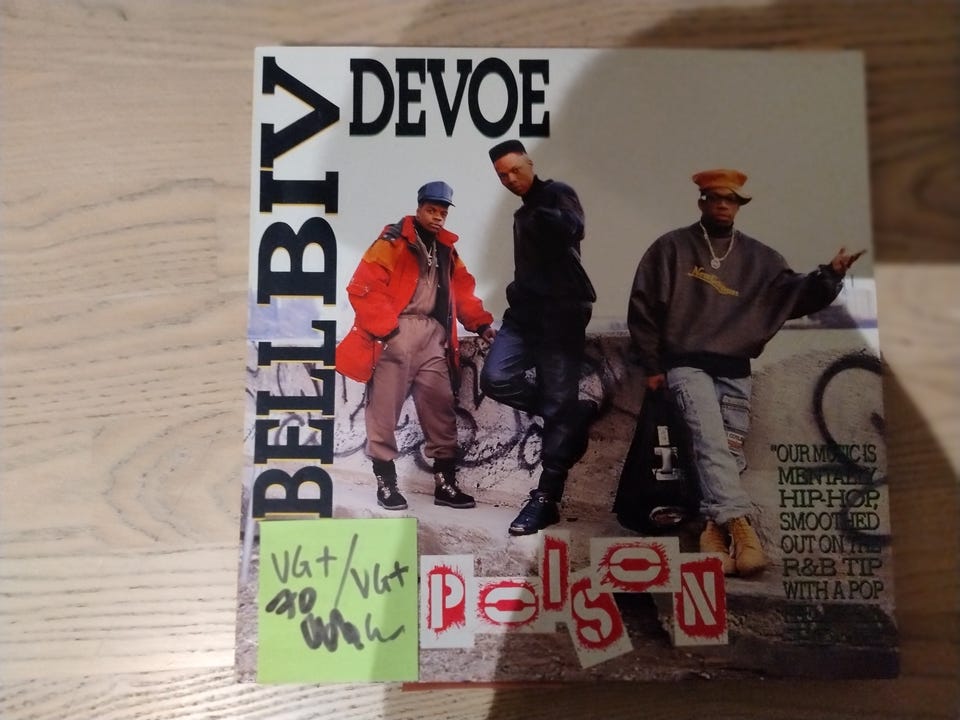 BELL BIV
DEVOE
"OUR MUSIC IS
MENTALLY
HIP-HOP,
SMOOTHED
OUT ON THE
R&B TIP
WITH A POP
POISON
VG+/VG+